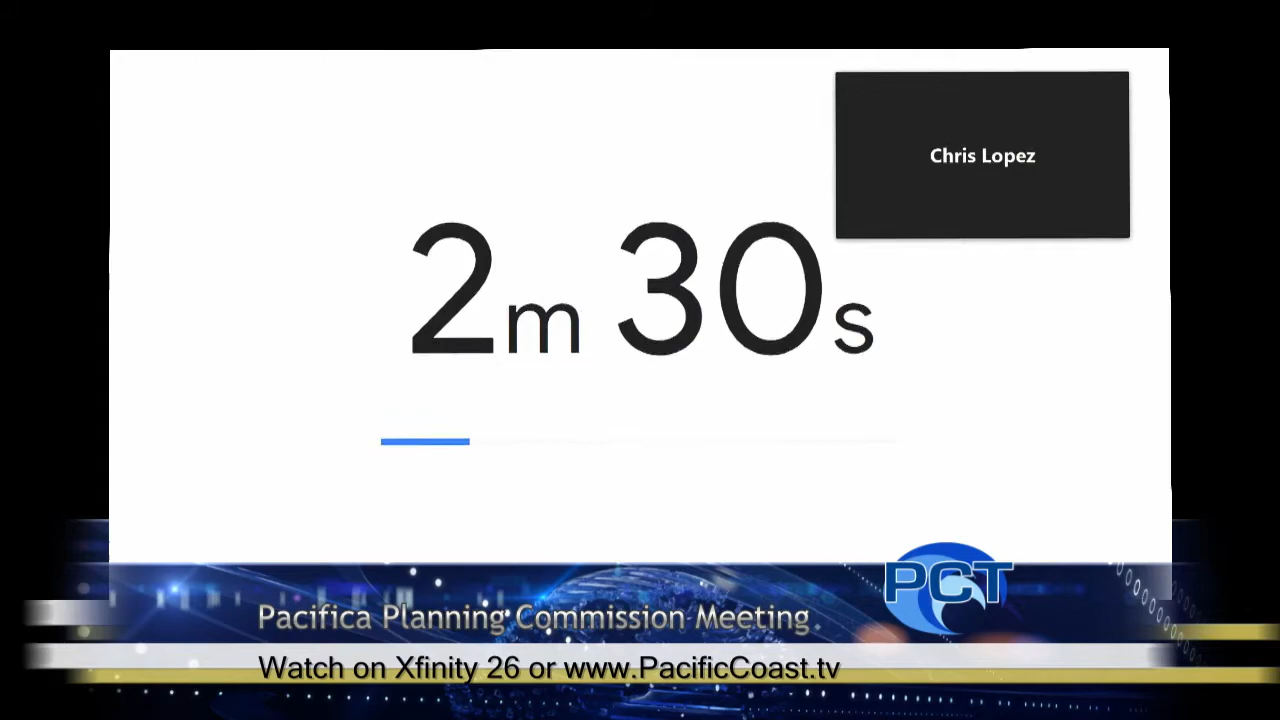 Chris Lopez
2m 30s
PCT
Pacifica Planning Commission Meeting
Watch on Xfinity 26 or www.PacificCoast.tv